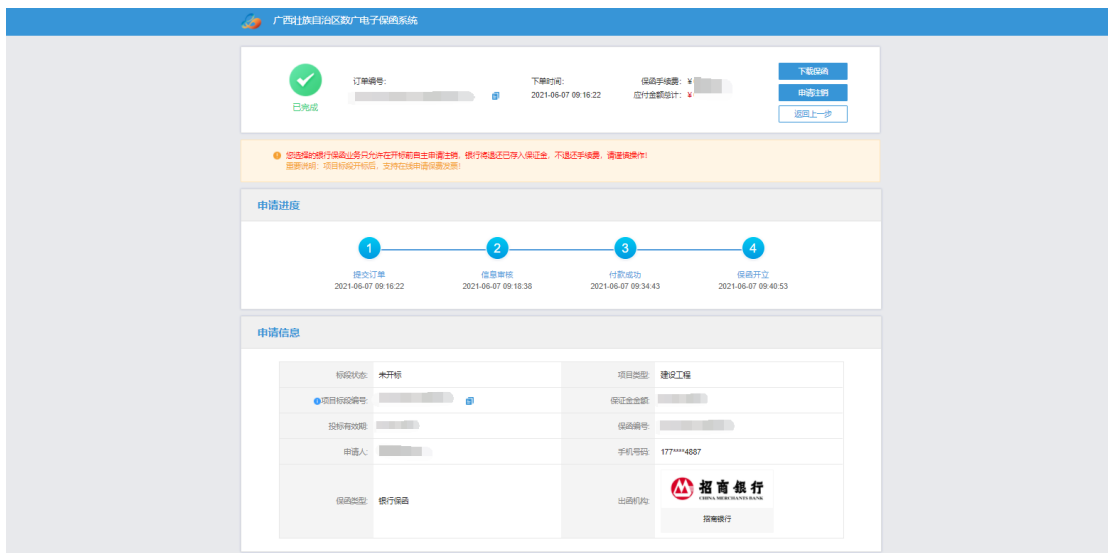 广西壮族自治区数广电子保函系统
已完成
订单编号:
下单时间:
2021-06-07 09:16:22
保函手续费: ¥
应付金额总计: ¥
下载保函
申请注销
返回上一步
您选择的银行保函业务只允许在开标前自主申请注销，银行将退还已存入保证金，不退还手续费，请谨慎操作!
重要说明：项目标段开标后，支持在线申请保费发票!
申请进度
1 2 3 4
提交订单 信息审核 付款成功 保函开立
2021-06-07 09:16:22 2021-06-07 09:18:38 2021-06-07 09:34:43 2021-06-07 09:40:53
申请信息
标段状态: 未开标 项目类型: 建设工程
项目标段编号: 保证金金额:
投标有效期: 保函编号:
申请人: 手机号码: 177****4887
保函类型: 银行保函 出函机构:
招商银行
CHINA MERCHANTS BANK
招商银行